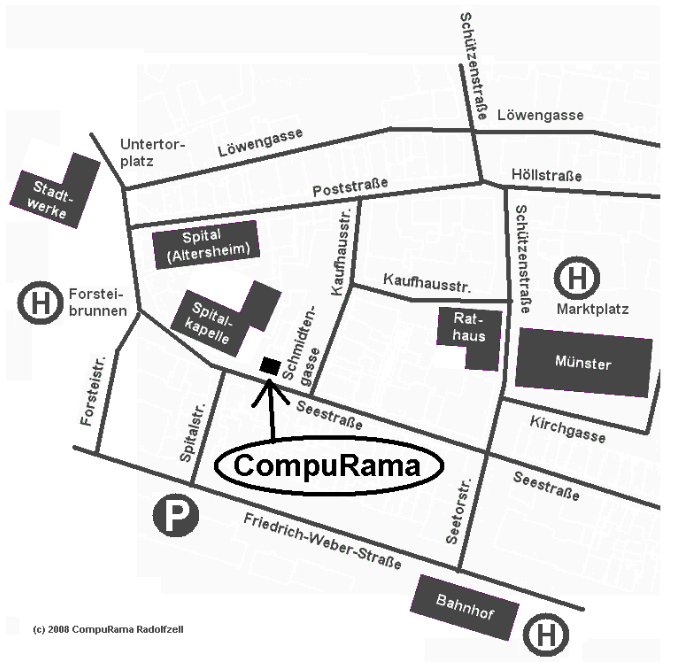 Schützenstraße
Löwengasse
Untertor-
platz
Löwengasse
Höllstraße
Poststraße
Stadt-
werke
Spital
(Altersheim)
Kaufhausstr.
Schützenstraße
H
Kaufhausstr.
H
Forstei-
brunnen
Marktplatz
Spital-
kapelle
Rat-
haus
Schmidten-
gasse
Münster
Forsteistr.
Spitalstr.
Seestraße
Kirchgasse
CompuRama
Seestraße
Seetorstr.
P
Friedrich-Weber-Straße
Bahnhof
H
(c) 2008 CompuRama Radolfzell